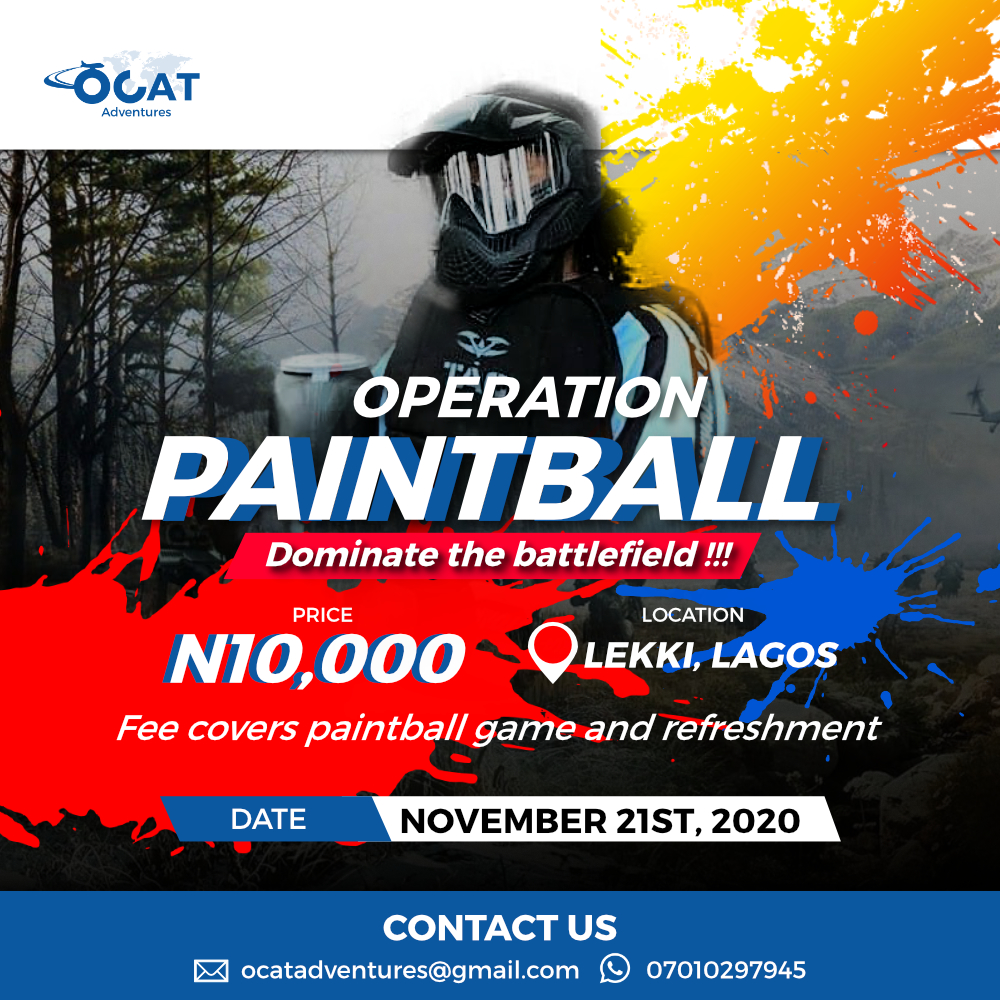 OCAT
Adventures
OPERATION
PAINTBALL
Dominate the battlefield !!!
PRICE
N10,000
LOCATION
LEKKI, LAGOS
Fee covers paintball game and refreshment
DATE
NOVEMBER 21ST, 2020
CONTACT US
ocatadventures@gmail.com
07010297945